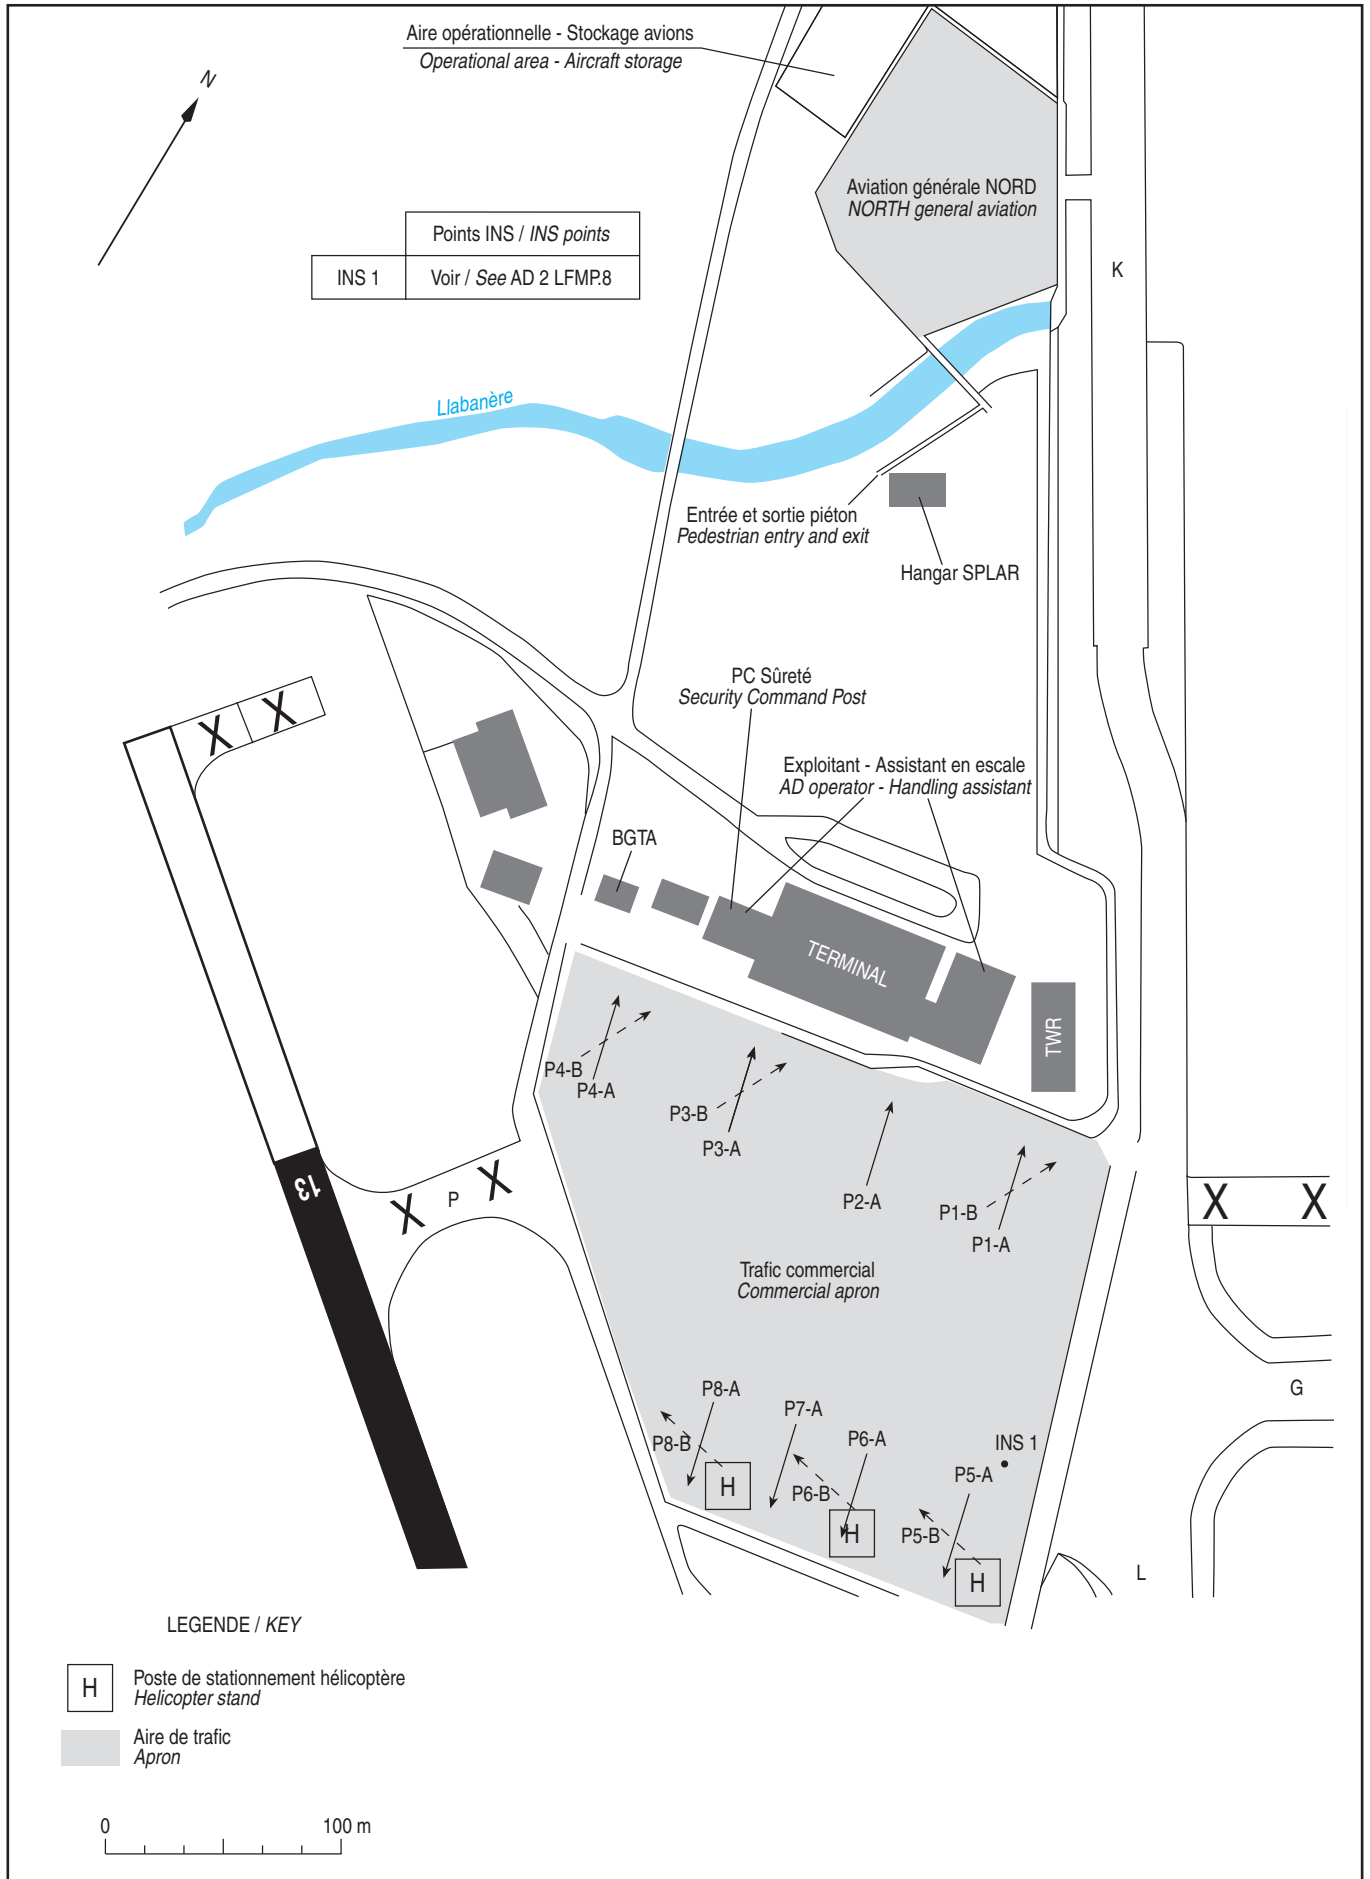 Aire opérationnelle - Stockage avions
Operational area - Aircraft storage
N
Aviation générale NORD
NORTH general aviation
Points INS / INS points
INS 1
Voir / See AD 2 LFMP.8
K
Llabanère
Entrée et sortie piéton
Pedestrian entry and exit
Hangar SPLAR
PC Sûreté
Security Command Post
X
X
Exploitant - Assistant en escale
AD operator - Handling assistant
BGTA
TERMINAL
TWR
P4-B
P4-A
P3-B
P3-A
P2-A
P1-B
P1-A
13
X
P
X
X
X
Trafic commercial
Commercial apron
P8-A
P7-A
P6-A
P8-B
INS 1
P5-A
P6-B
P5-B
H
H
H
G
L
LEGENDE / KEY
H
Poste de stationnement hélicoptère
Helicopter stand
Aire de trafic
Apron
0
100 m